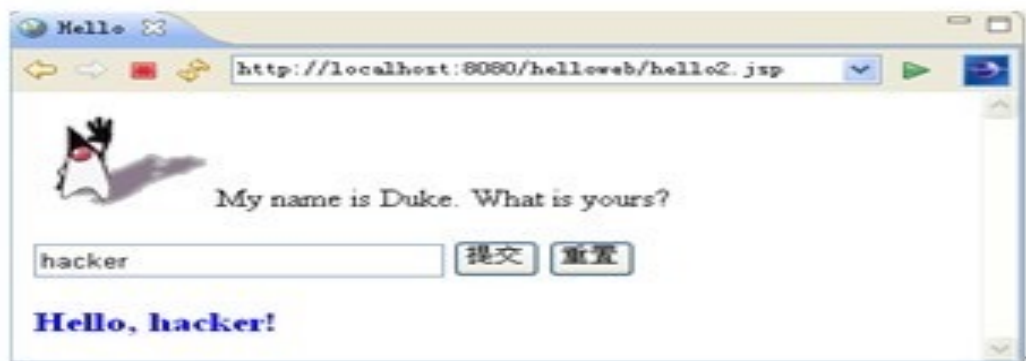 Hello
http://localhost:8080/helloweb/hello2.jsp
My name is Duke. What is yours?
hacker 提交 重置
Hello, hacker!